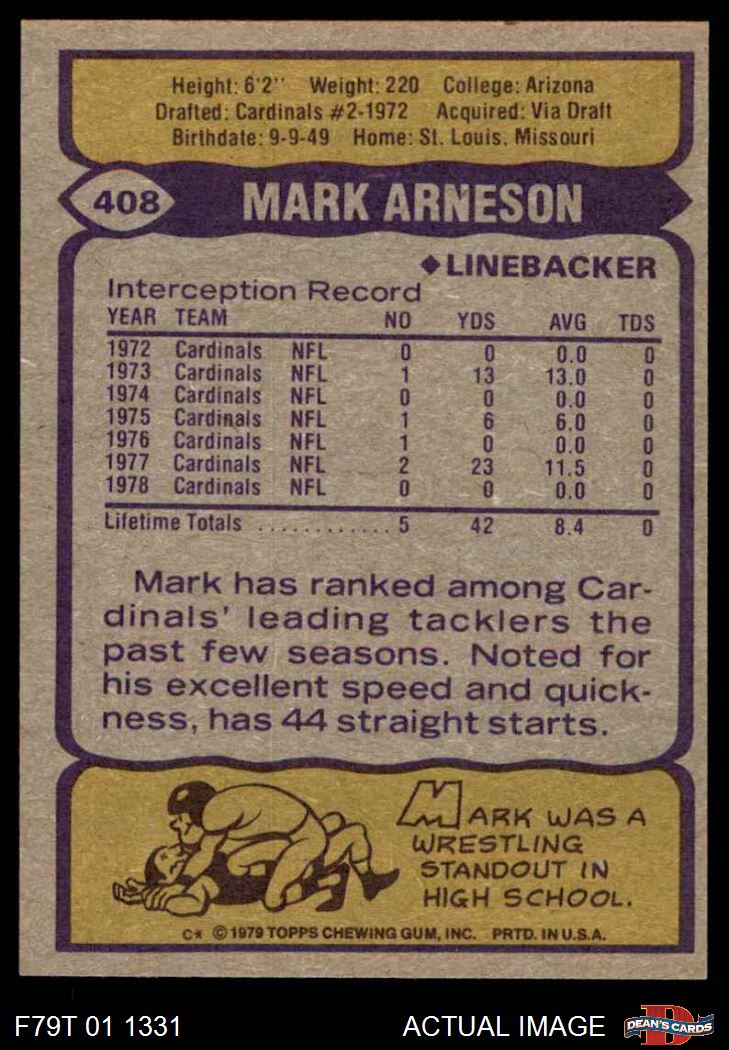 Height: 6'2" Weight: 220 College: Arizona
Drafted: Cardinals #2-1972 Acquired: Via Draft
Birthdate: 9-9-49 Home: St. Louis, Missouri
408 MARK ARNESON
◆LINEBACKER
Interception Record
YEAR TEAM NO YDS AVG TDS
1972 Cardinals NFL 0 0 0.0 0
1973 Cardinals NFL 1 13 13.0 0
1974 Cardinals NFL 0 0 0.0 0
1975 Cardinals NFL 1 6 6.0 0
1976 Cardinals NFL 1 0 0.0 0
1977 Cardinals NFL 2 23 11.5 0
1978 Cardinals NFL 0 0 0.0 0
Lifetime Totals ............ 5 42 8.4 0
Mark has ranked among Car-
dinals' leading tacklers the
past few seasons. Noted for
his excellent speed and quick-
ness, has 44 straight starts.
MARK WAS A
WRESTLING
STANDOUT IN
HIGH SCHOOL.
C* © 1979 TOPPS CHEWING GUM, INC. PRTD. IN U.S.A.
F79T 01 1331 ACTUAL IMAGE D DEAN'S CARDS